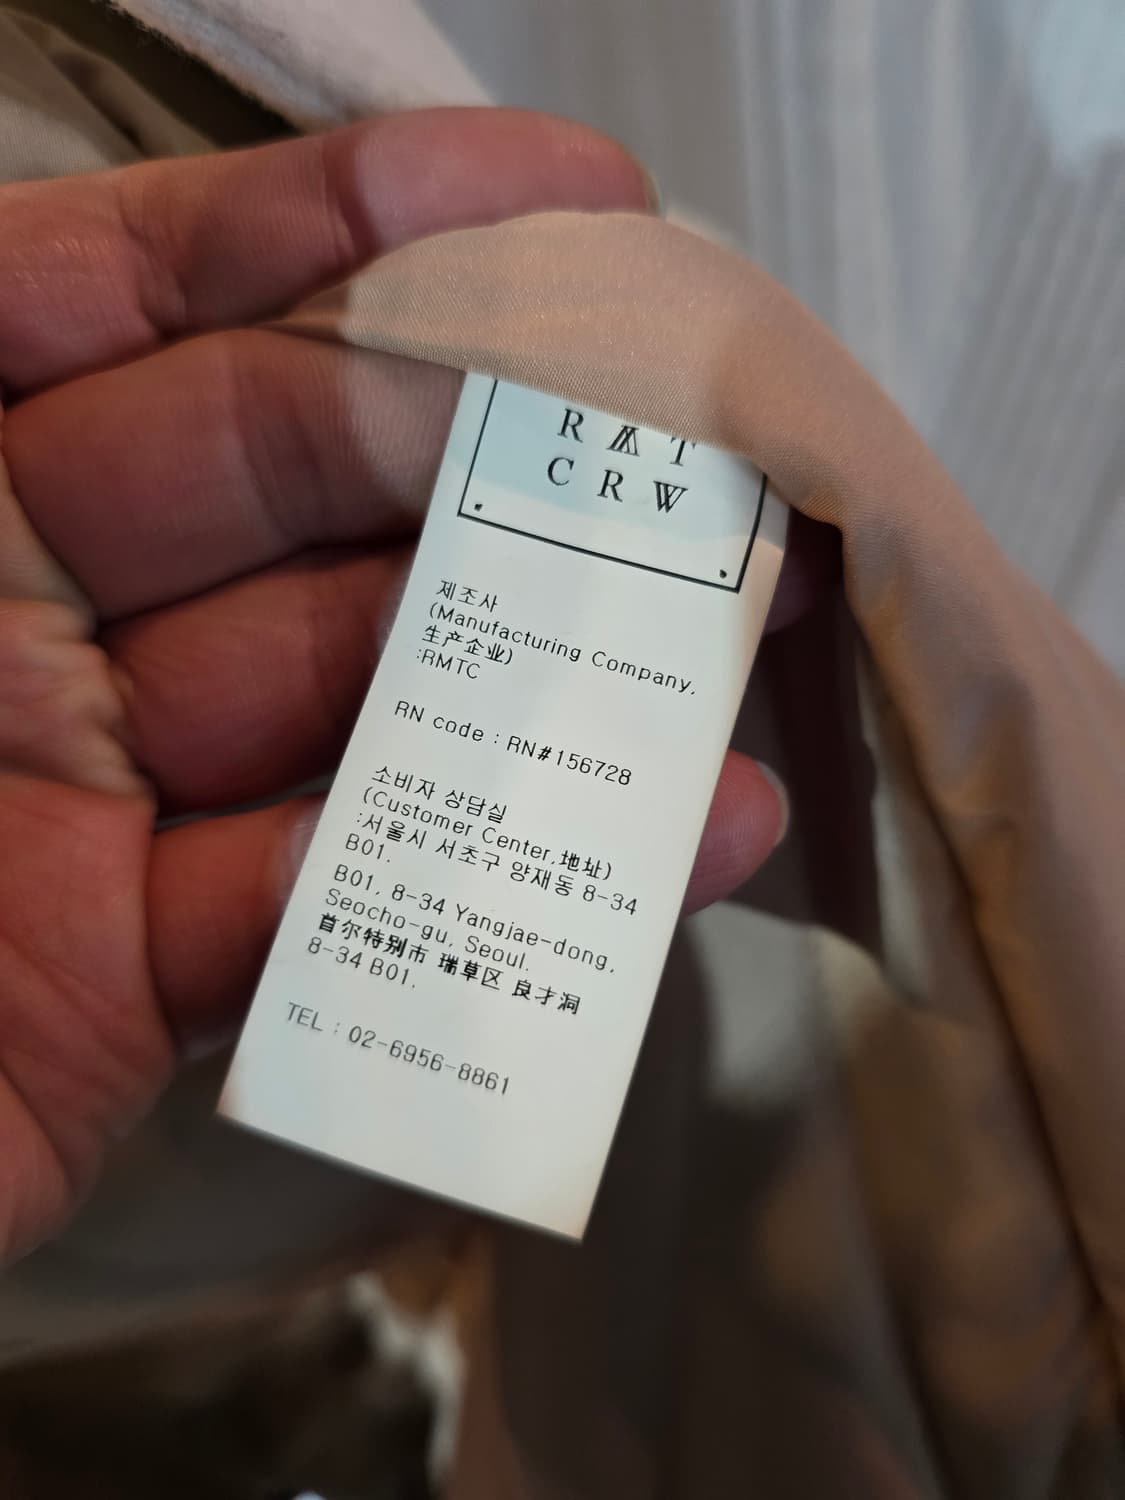 R A T
C R W
제조사
(Manufacturing Company,
生产企业)
:RMTC
RN code : RN#156728
소비자 상담실
(Customer Center,地址)
:서울시 서초구 양재동 8-34
B01.
B01, 8-34 Yangjae-dong,
Seocho-gu, Seoul.
首尔特别市 瑞草区 良才洞
8-34 B01.
TEL : 02-6956-8861